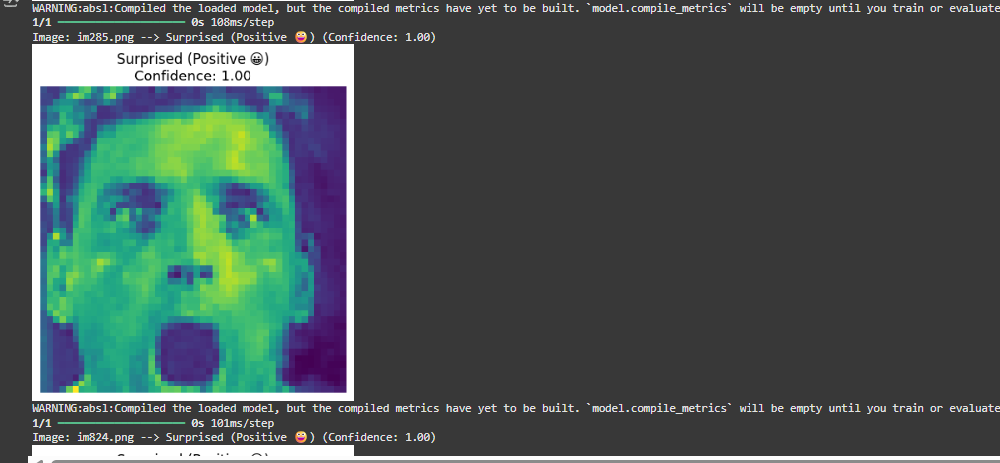 WARNING:absl:Compiled the loaded model, but the compiled metrics have yet to be built. `model.compile_metrics` will be empty until you train or evaluate
1/1 ━━━━━━━━━━━━━━━━━━━━ 0s 108ms/step
Image: im285.png --> Surprised (Positive 😀) (Confidence: 1.00)
Surprised (Positive 😀)
Confidence: 1.00
WARNING:absl:Compiled the loaded model, but the compiled metrics have yet to be built. `model.compile_metrics` will be empty until you train or evaluate
1/1 ━━━━━━━━━━━━━━━━━━━━ 0s 101ms/step
Image: im824.png --> Surprised (Positive 😀) (Confidence: 1.00)